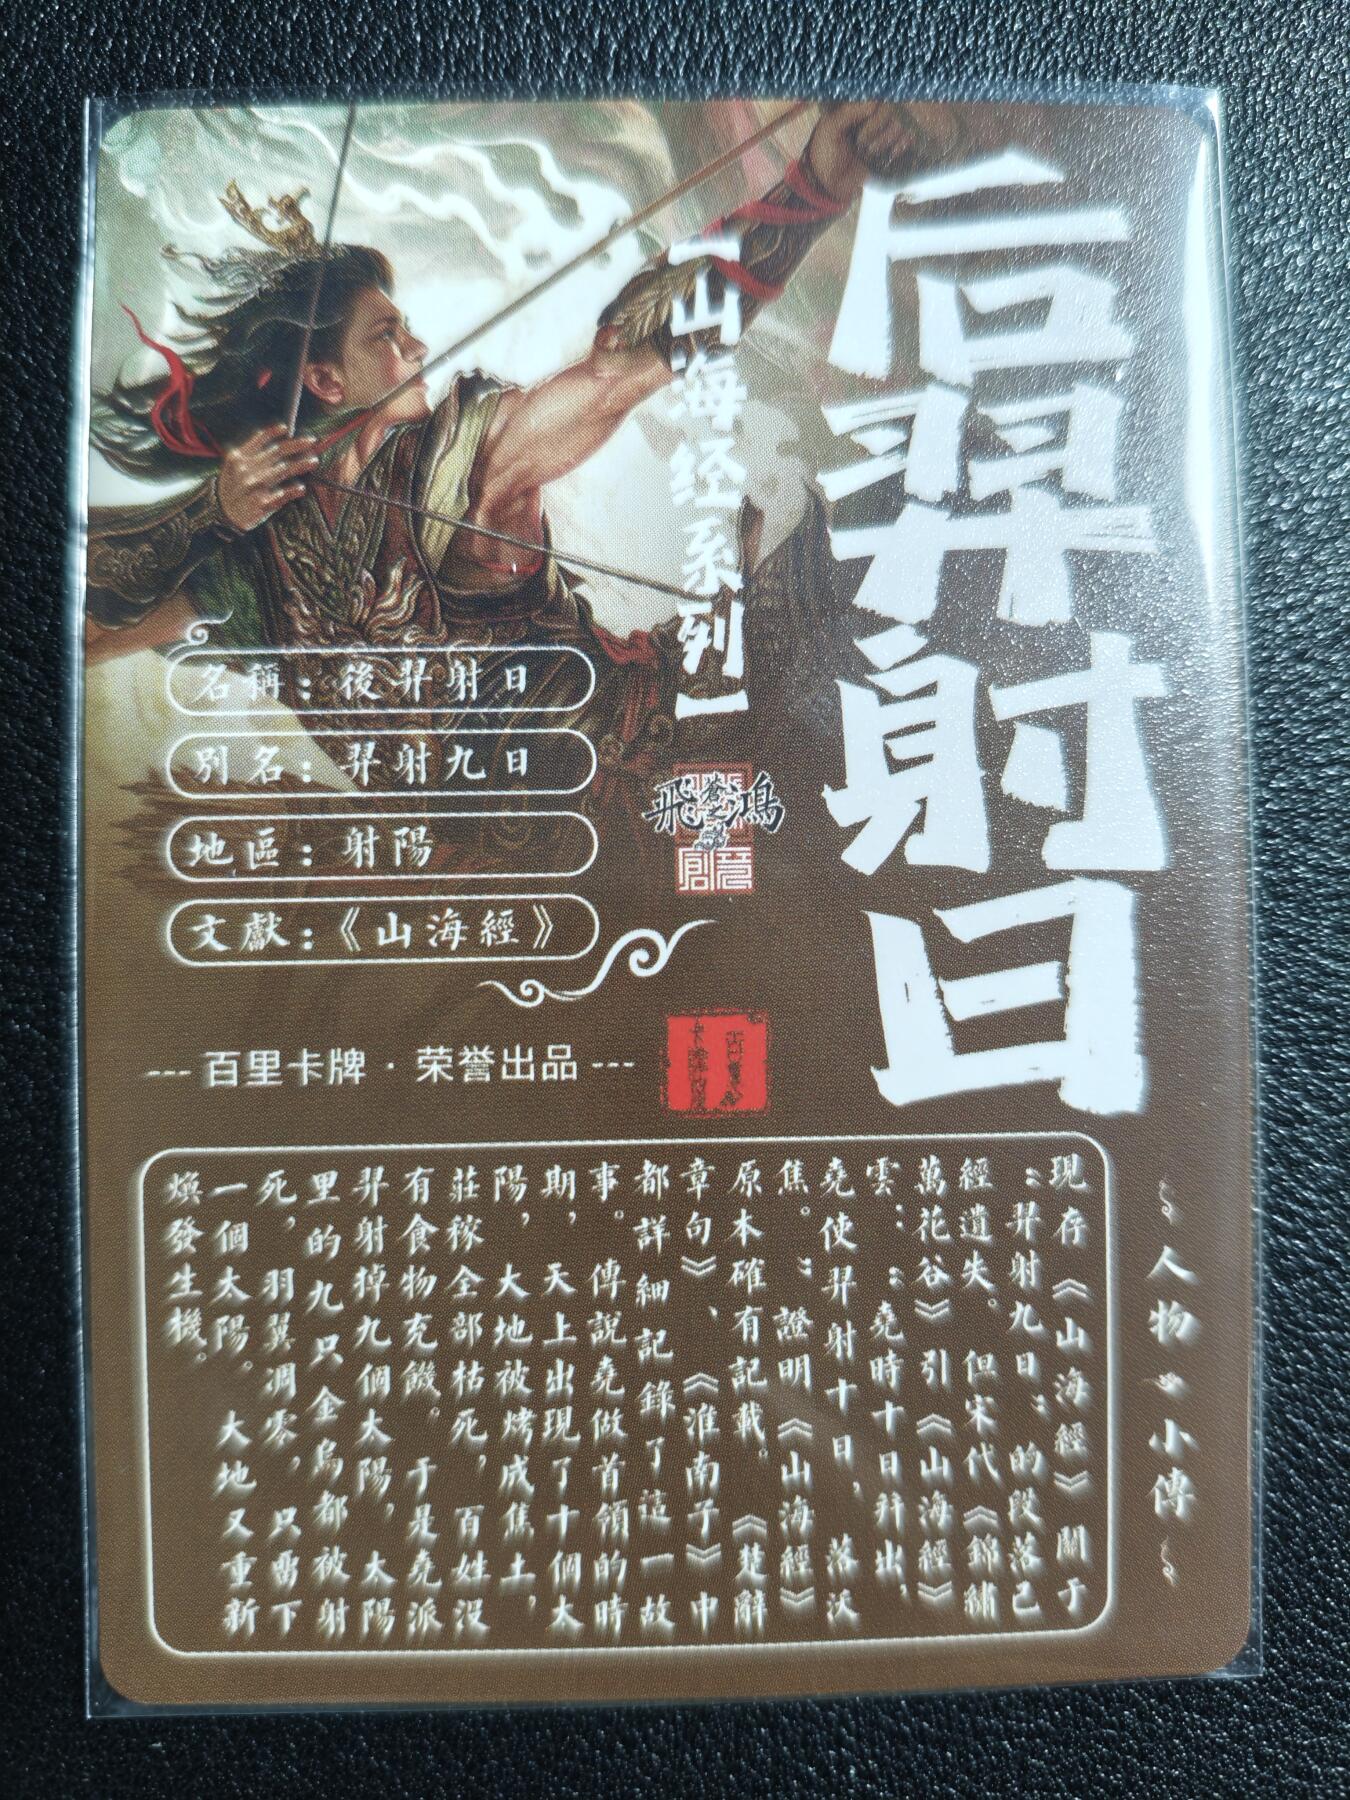 后羿射日
【山海经系列】
名稱：後羿射日
別名：羿射九日
地區：射陽
文獻：《山海經》
飛鴻
創意
--- 百里卡牌 · 荣誉出品 ---
人物 小傳
現存《山海經》關于
：羿射九日：的段落已
經遺失。但宋代《錦繡
萬花谷》引《山海經》
雲：：堯時十日并出，
堯使羿射十日，落沃
焦。：證明《山海經》
原本確有記載。《楚辭
章句》、《淮南子》中
都詳細記錄了這一故
事。傳說堯做首領的時
期，天上出現了十個太
陽，大地被烤成焦土，
莊稼全部枯死，百姓没
有食物充饑。于是堯派
羿射掉九個太陽，太陽
里的九只金烏都被射
死，羽翼凋零，只留下
一個太陽。大地又重新
煥發生機。